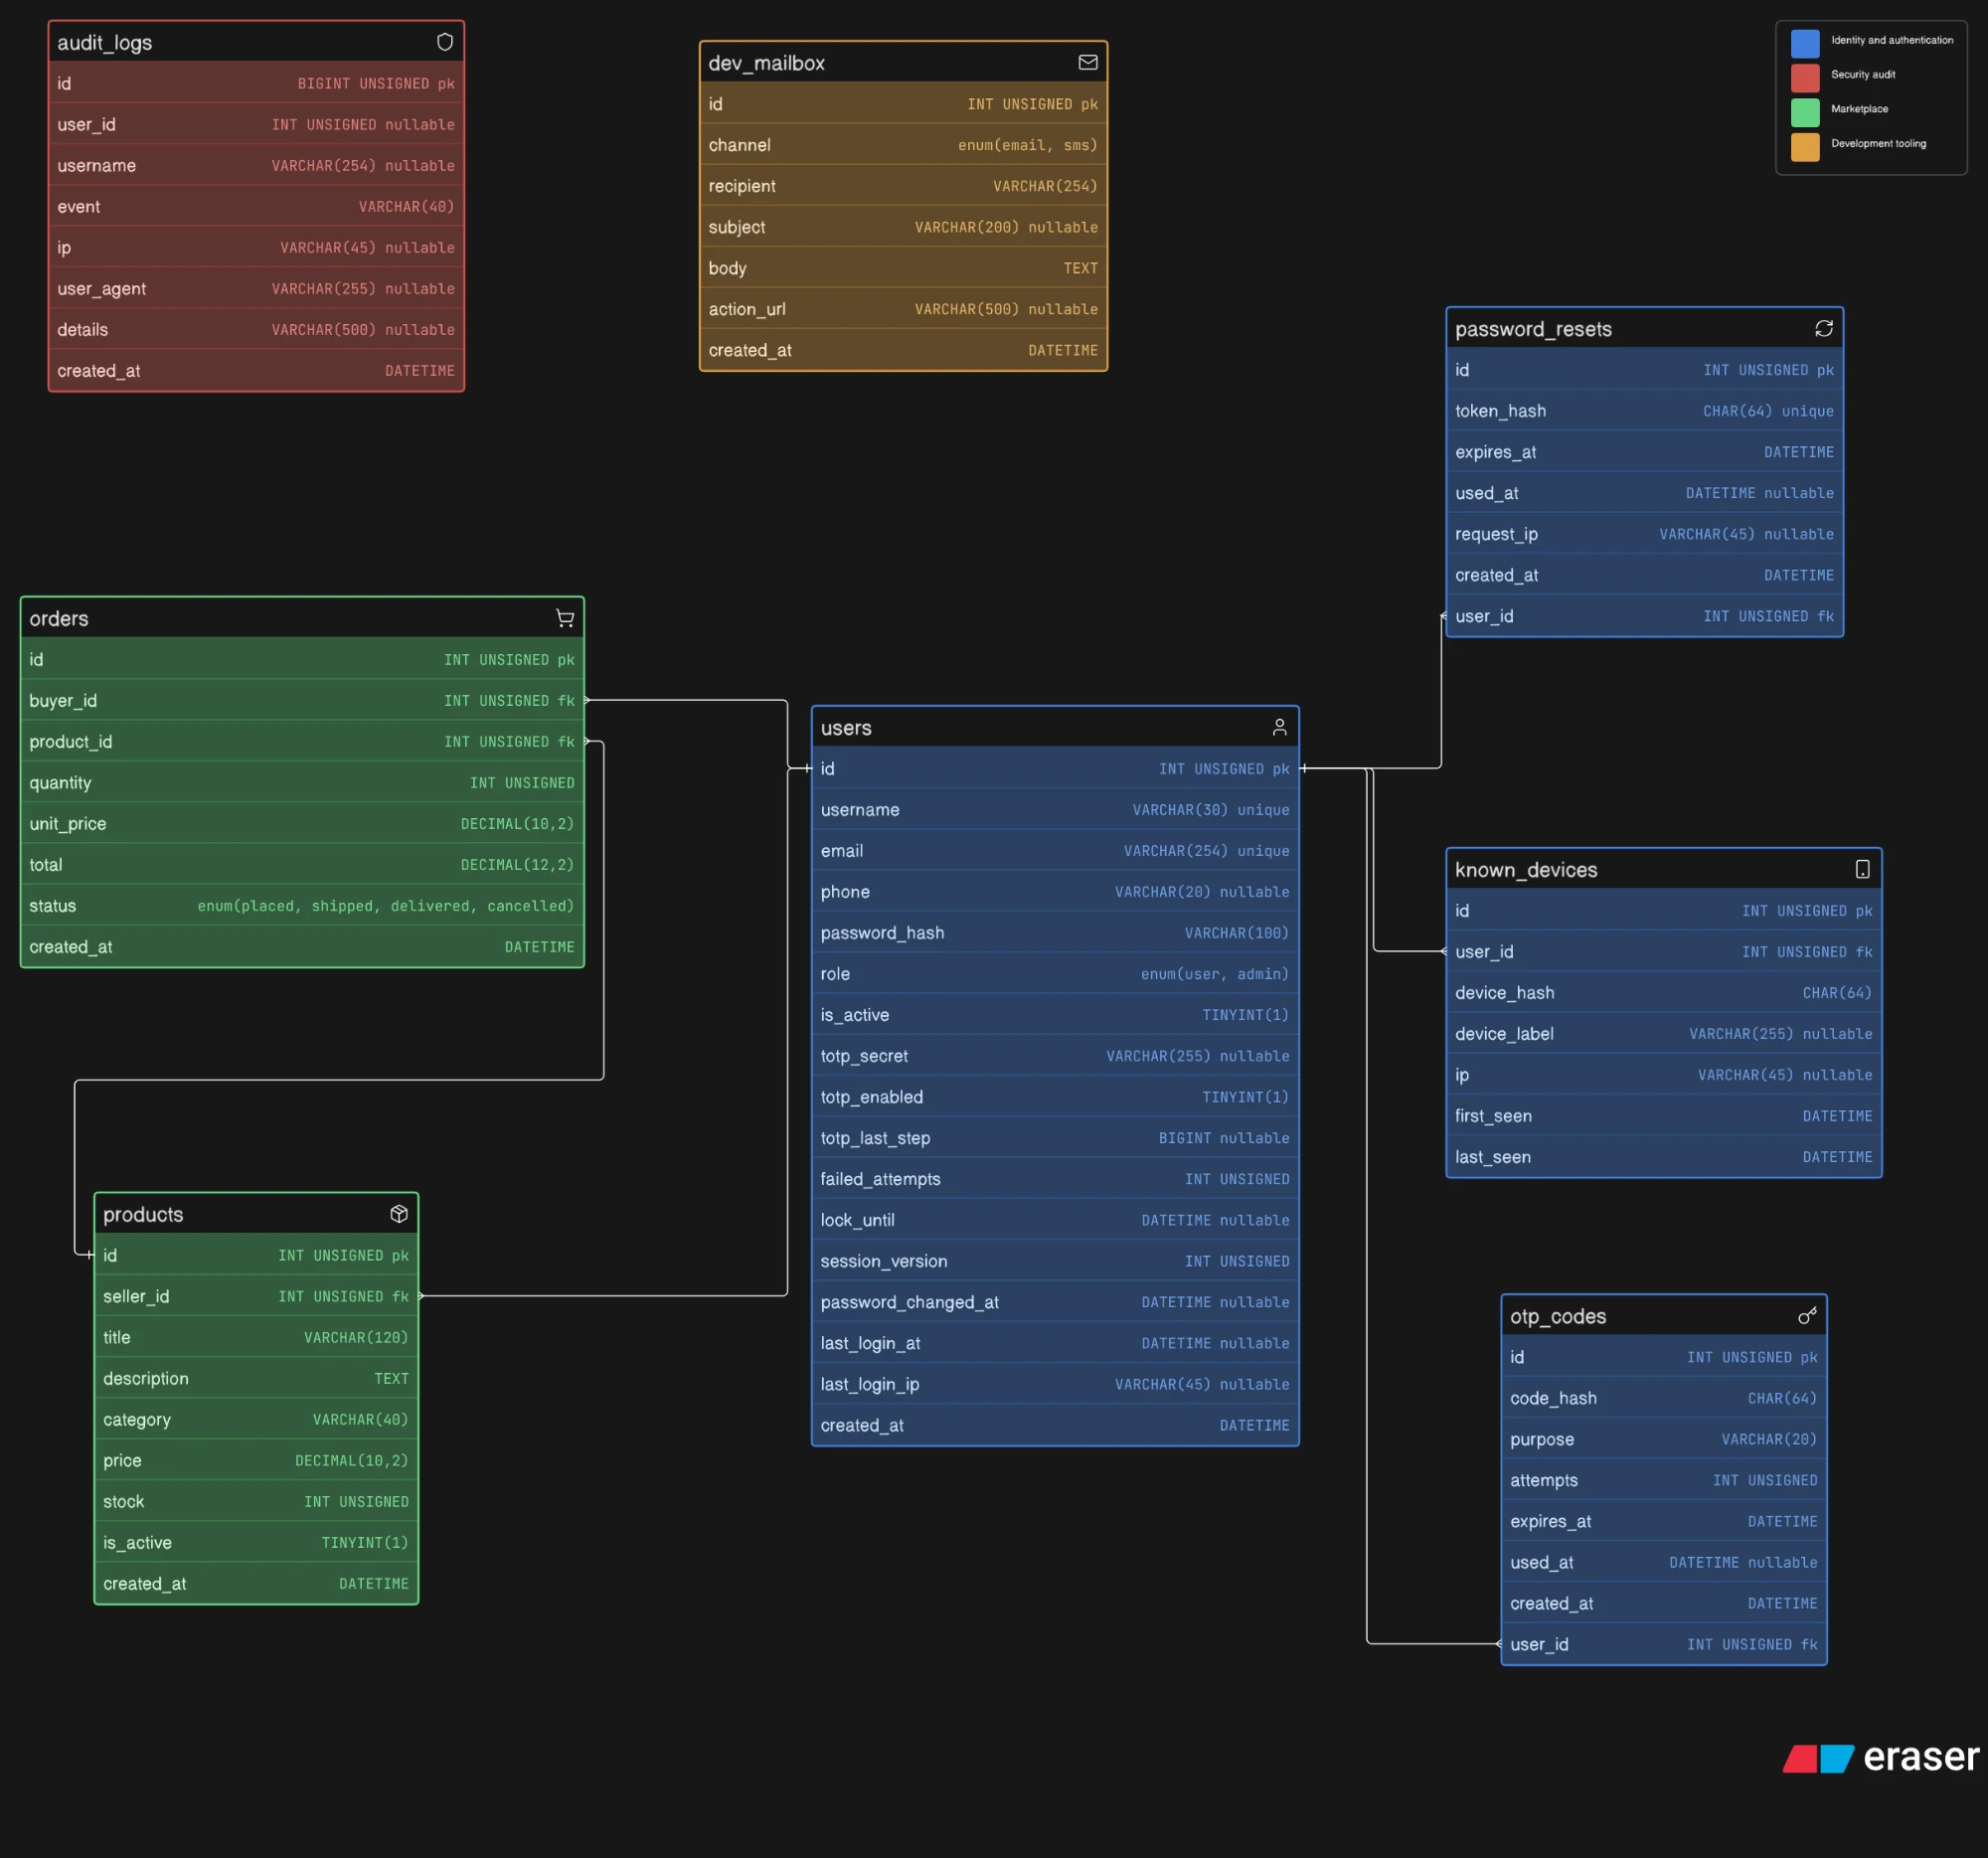 audit_logs
id BIGINT UNSIGNED pk
user_id INT UNSIGNED nullable
username VARCHAR(254) nullable
event VARCHAR(40)
ip VARCHAR(45) nullable
user_agent VARCHAR(255) nullable
details VARCHAR(500) nullable
created_at DATETIME
dev_mailbox
id INT UNSIGNED pk
channel enum(email, sms)
recipient VARCHAR(254)
subject VARCHAR(200) nullable
body TEXT
action_url VARCHAR(500) nullable
created_at DATETIME
Identity and authentication
Security audit
Marketplace
Development tooling
password_resets
id INT UNSIGNED pk
token_hash CHAR(64) unique
expires_at DATETIME
used_at DATETIME nullable
request_ip VARCHAR(45) nullable
created_at DATETIME
user_id INT UNSIGNED fk
orders
id INT UNSIGNED pk
buyer_id INT UNSIGNED fk
product_id INT UNSIGNED fk
quantity INT UNSIGNED
unit_price DECIMAL(10,2)
total DECIMAL(12,2)
status enum(placed, shipped, delivered, cancelled)
created_at DATETIME
users
id INT UNSIGNED pk
username VARCHAR(30) unique
email VARCHAR(254) unique
phone VARCHAR(20) nullable
password_hash VARCHAR(100)
role enum(user, admin)
is_active TINYINT(1)
totp_secret VARCHAR(255) nullable
totp_enabled TINYINT(1)
totp_last_step BIGINT nullable
failed_attempts INT UNSIGNED
lock_until DATETIME nullable
session_version INT UNSIGNED
password_changed_at DATETIME nullable
last_login_at DATETIME nullable
last_login_ip VARCHAR(45) nullable
created_at DATETIME
known_devices
id INT UNSIGNED pk
user_id INT UNSIGNED fk
device_hash CHAR(64)
device_label VARCHAR(255) nullable
ip VARCHAR(45) nullable
first_seen DATETIME
last_seen DATETIME
products
id INT UNSIGNED pk
seller_id INT UNSIGNED fk
title VARCHAR(120)
description TEXT
category VARCHAR(40)
price DECIMAL(10,2)
stock INT UNSIGNED
is_active TINYINT(1)
created_at DATETIME
otp_codes
id INT UNSIGNED pk
code_hash CHAR(64)
purpose VARCHAR(20)
attempts INT UNSIGNED
expires_at DATETIME
used_at DATETIME nullable
created_at DATETIME
user_id INT UNSIGNED fk
eraser